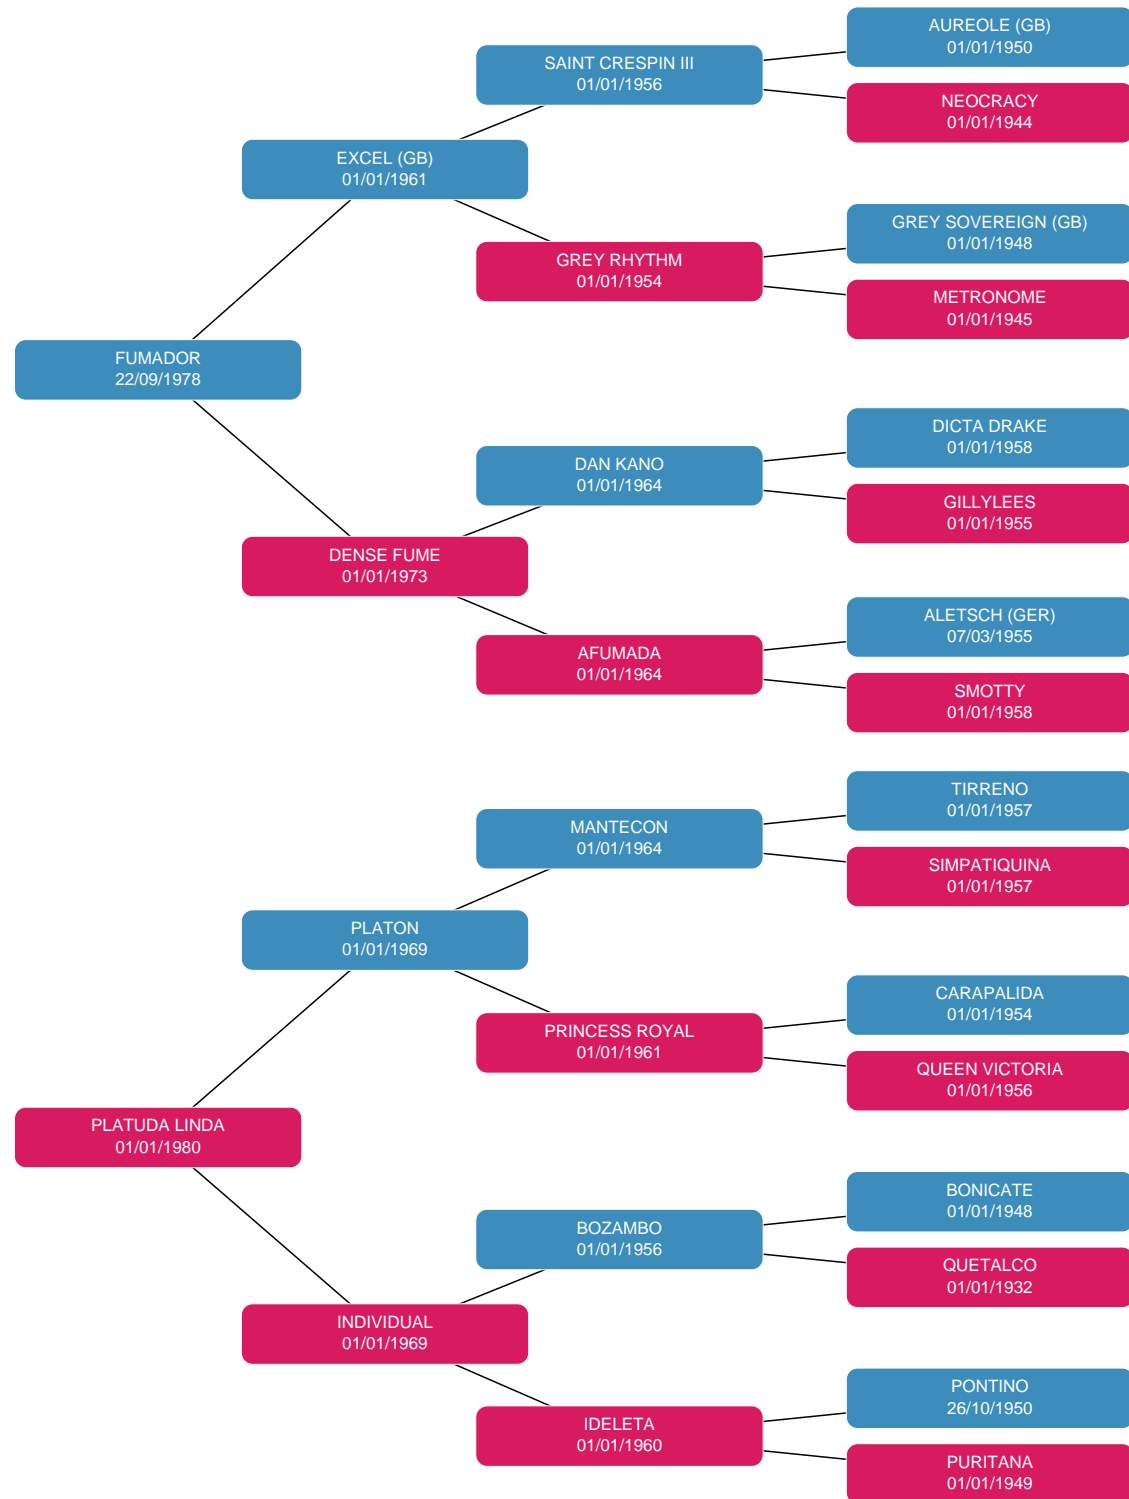 AUREOLE (GB)
01/01/1950
SAINT CRESPIN III
01/01/1956
NEOCRACY
01/01/1944
EXCEL (GB)
01/01/1961
GREY SOVEREIGN (GB)
01/01/1948
GREY RHYTHM
01/01/1954
METRONOME
01/01/1945
FUMADOR
22/09/1978
DICTA DRAKE
01/01/1958
DAN KANO
01/01/1964
GILLYLEES
01/01/1955
DENSE FUME
01/01/1973
ALETSCH (GER)
07/03/1955
AFUMADA
01/01/1964
SMOTTY
01/01/1958
TIRRENO
01/01/1957
MANTECON
01/01/1964
SIMPATIQUINA
01/01/1957
PLATON
01/01/1969
CARAPALIDA
01/01/1954
PRINCESS ROYAL
01/01/1961
QUEEN VICTORIA
01/01/1956
PLATUDA LINDA
01/01/1980
BONICATE
01/01/1948
BOZAMBO
01/01/1956
QUETALCO
01/01/1932
INDIVIDUAL
01/01/1969
PONTINO
26/10/1950
IDELETA
01/01/1960
PURITANA
01/01/1949